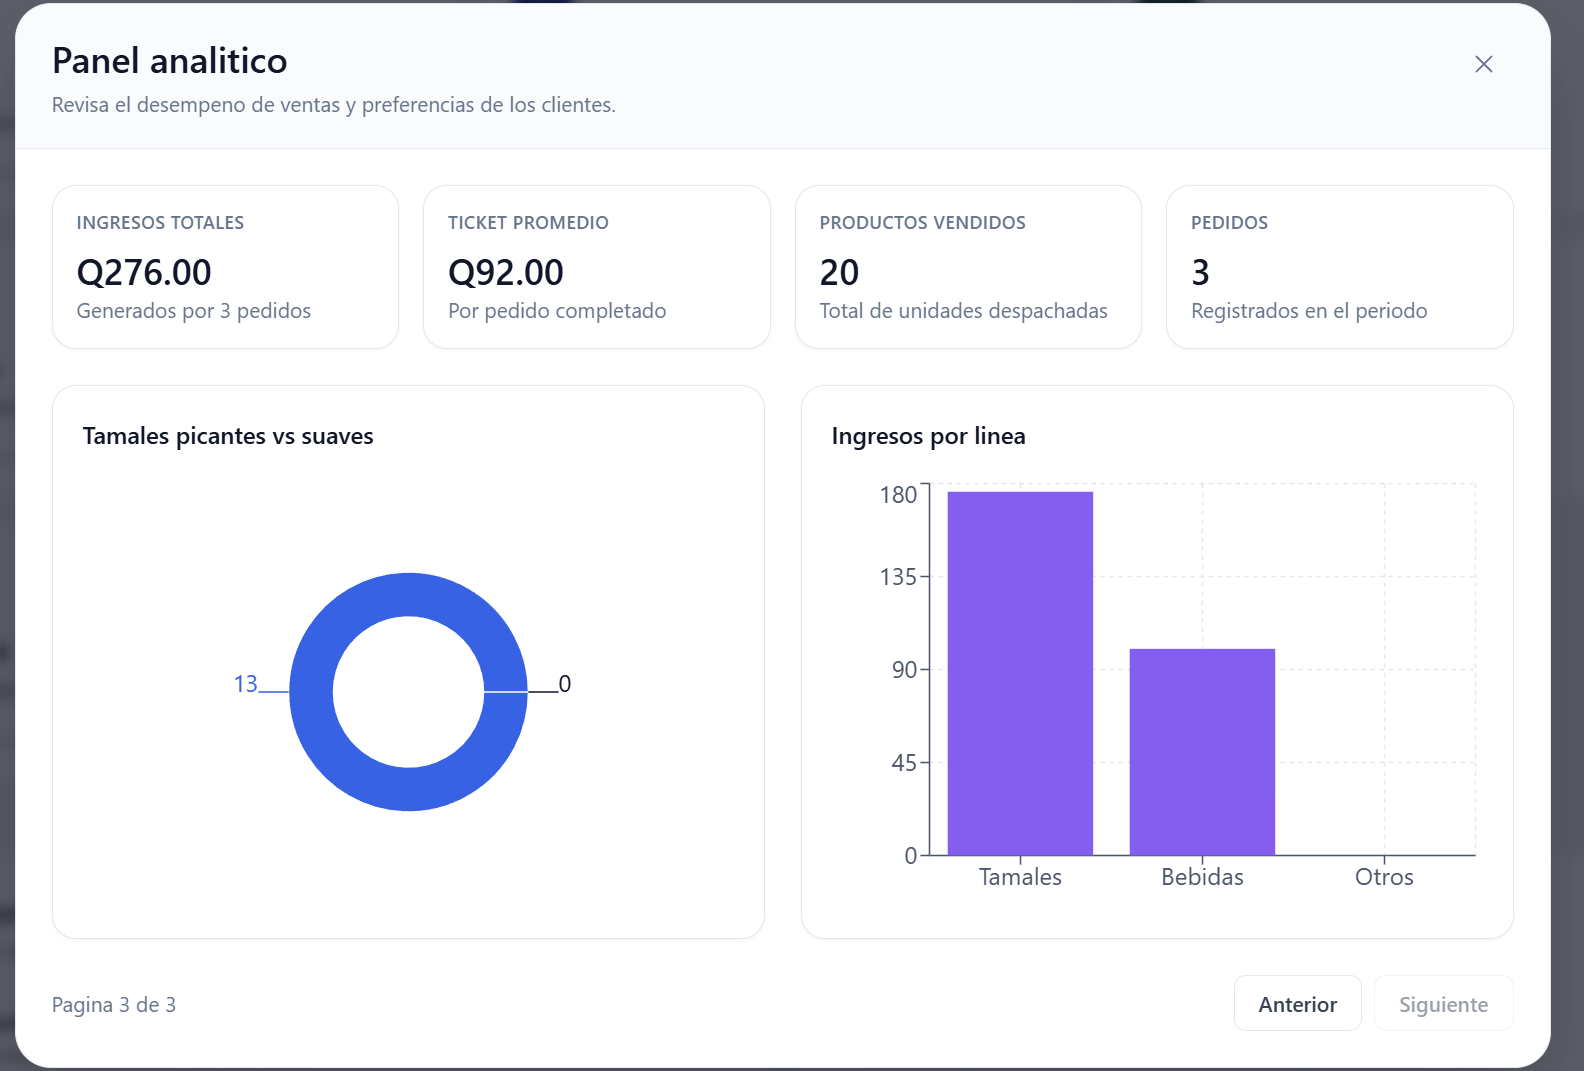 Panel analitico
Revisa el desempeno de ventas y preferencias de los clientes.
INGRESOS TOTALES
Q276.00
Generados por 3 pedidos
TICKET PROMEDIO
Q92.00
Por pedido completado
PRODUCTOS VENDIDOS
20
Total de unidades despachadas
PEDIDOS
3
Registrados en el periodo
Tamales picantes vs suaves
13
0
Ingresos por linea
180
135
90
45
0
Tamales
Bebidas
Otros
Pagina 3 de 3
Anterior
Siguiente